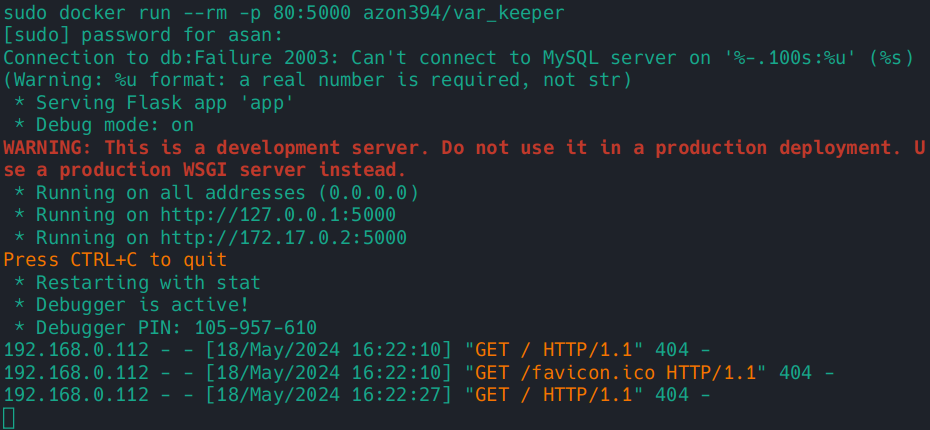 sudo docker run --rm -p 80:5000 azon394/var_keeper
[sudo] password for asan:
Connection to db:Failure 2003: Can't connect to MySQL server on '%-.100s:%u' (%s)
(Warning: %u format: a real number is required, not str)
 * Serving Flask app 'app'
 * Debug mode: on
WARNING: This is a development server. Do not use it in a production deployment. U
se a production WSGI server instead.
 * Running on all addresses (0.0.0.0)
 * Running on http://127.0.0.1:5000
 * Running on http://172.17.0.2:5000
Press CTRL+C to quit
 * Restarting with stat
 * Debugger is active!
 * Debugger PIN: 105-957-610
192.168.0.112 - - [18/May/2024 16:22:10] "GET / HTTP/1.1" 404 -
192.168.0.112 - - [18/May/2024 16:22:10] "GET /favicon.ico HTTP/1.1" 404 -
192.168.0.112 - - [18/May/2024 16:22:27] "GET / HTTP/1.1" 404 -